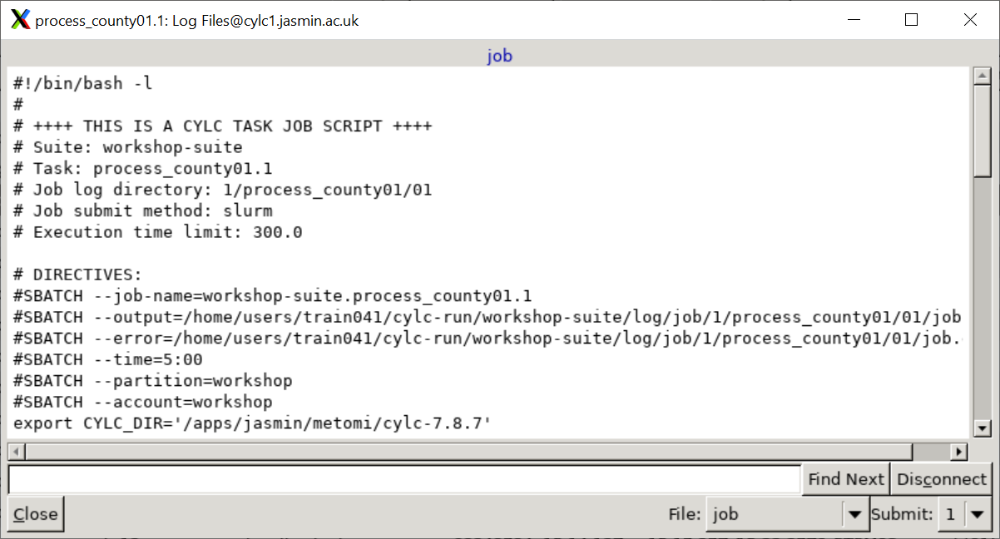 process_county01.1: Log Files@cylc1.jasmin.ac.uk
job
#!/bin/bash -l
#
# ++++ THIS IS A CYLC TASK JOB SCRIPT ++++
# Suite: workshop-suite
# Task: process_county01.1
# Job log directory: 1/process_county01/01
# Job submit method: slurm
# Execution time limit: 300.0
# DIRECTIVES:
#SBATCH --job-name=workshop-suite.process_county01.1
#SBATCH --output=/home/users/train041/cylc-run/workshop-suite/log/job/1/process_county01/01/job
#SBATCH --error=/home/users/train041/cylc-run/workshop-suite/log/job/1/process_county01/01/job.
#SBATCH --time=5:00
#SBATCH --partition=workshop
#SBATCH --account=workshop
export CYLC_DIR='/apps/jasmin/metomi/cylc-7.8.7'
Find Next Disconnect
Close File: job Submit: 1